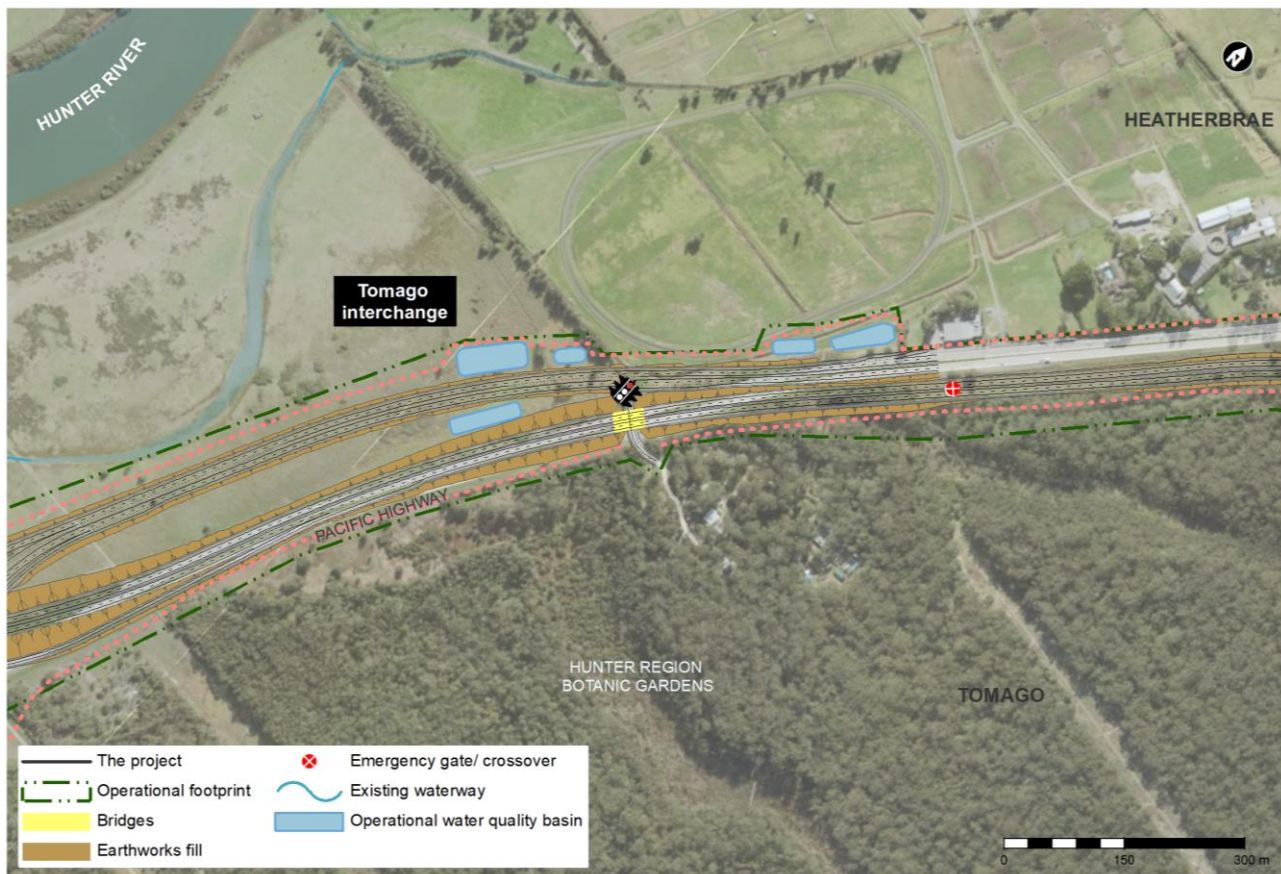 HUNTER RIVER
HEATHERBRAE
Tomago
interchange
PACIFIC HIGHWAY
HUNTER REGION
BOTANIC GARDENS
TOMAGO
The project
Operational footprint
Bridges
Earthworks fill
Emergency gate/ crossover
Existing waterway
Operational water quality basin
0 150 300 m